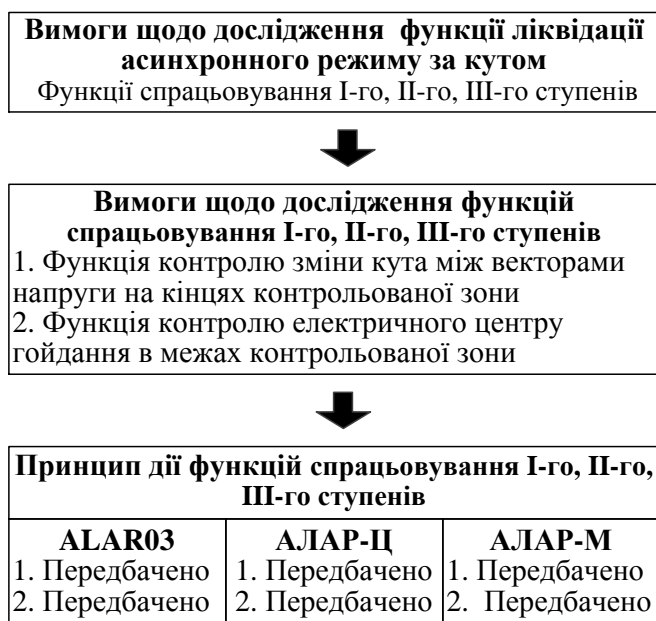 Вимоги щодо дослідження функції ліквідації
асинхронного режиму за кутом
Функції спрацьовування І-го, ІІ-го, ІІІ-го ступенів
Вимоги щодо дослідження функцій
спрацьовування І-го, ІІ-го, ІІІ-го ступенів
1. Функція контролю зміни кута між векторами
напруги на кінцях контрольованої зони
2. Функція контролю електричного центру
гойдання в межах контрольованої зони
Принцип дії функцій спрацьовування І-го, ІІ-го,
ІІІ-го ступенів
ALAR03 АЛАР-Ц АЛАР-М
1. Передбачено 1. Передбачено 1. Передбачено
2. Передбачено 2. Передбачено 2. Передбачено